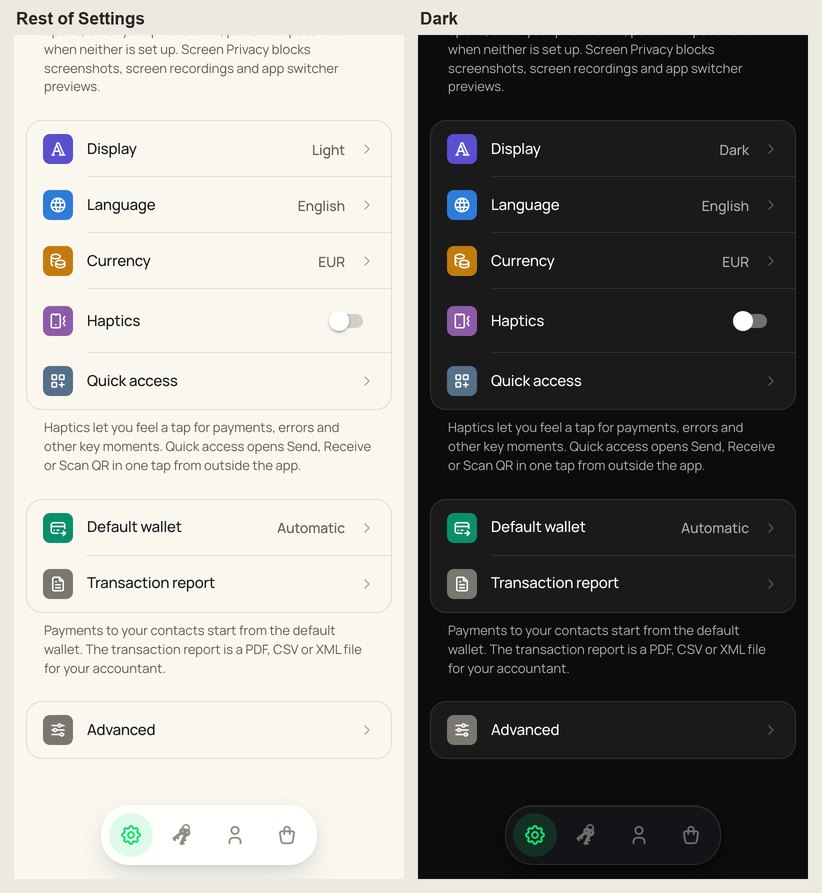 Rest of Settings
when neither is set up. Screen Privacy blocks
screenshots, screen recordings and app switcher
previews.
Display
Light
Language
English
Currency
EUR
Haptics
Quick access
Haptics let you feel a tap for payments, errors and
other key moments. Quick access opens Send, Receive
or Scan QR in one tap from outside the app.
Default wallet
Automatic
Transaction report
Payments to your contacts start from the default
wallet. The transaction report is a PDF, CSV or XML file
for your accountant.
Advanced
Dark
when neither is set up. Screen Privacy blocks
screenshots, screen recordings and app switcher
previews.
Display
Dark
Language
English
Currency
EUR
Haptics
Quick access
Haptics let you feel a tap for payments, errors and
other key moments. Quick access opens Send, Receive
or Scan QR in one tap from outside the app.
Default wallet
Automatic
Transaction report
Payments to your contacts start from the default
wallet. The transaction report is a PDF, CSV or XML file
for your accountant.
Advanced